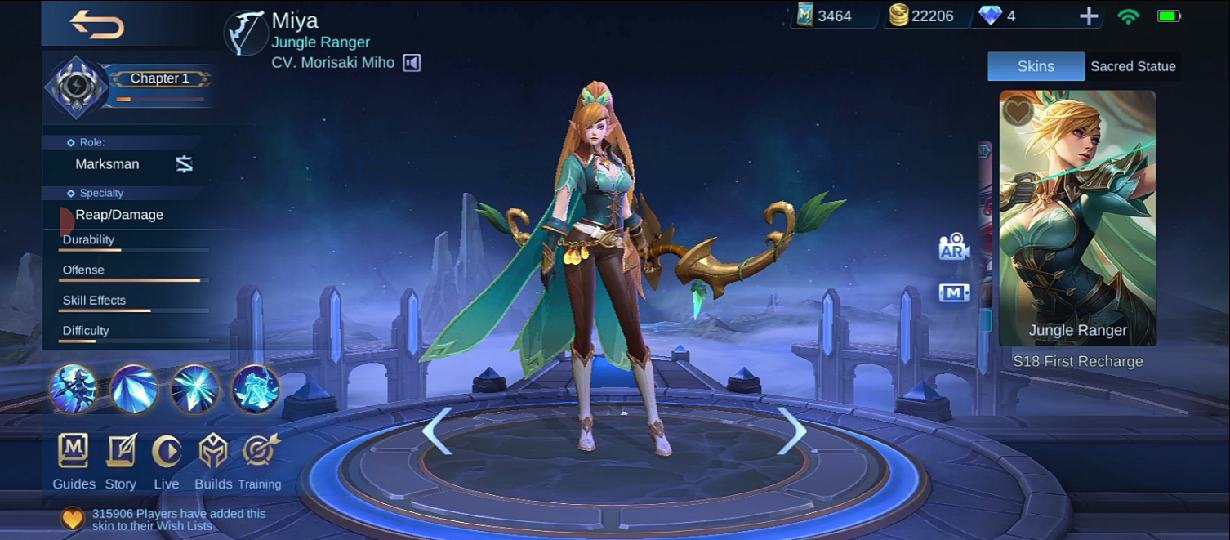 Miya
Jungle Ranger
CV. Morisaki Miho
3464
22206
4
Chapter 1
Skins
Sacred Statue
Role:
Marksman
Specialty
Reap/Damage
Durability
Offense
Skill Effects
Difficulty
AR
M
Jungle Ranger
S18 First Recharge
M
Guides Story Live Builds Training
315906 Players have added this
skin to their Wish Lists